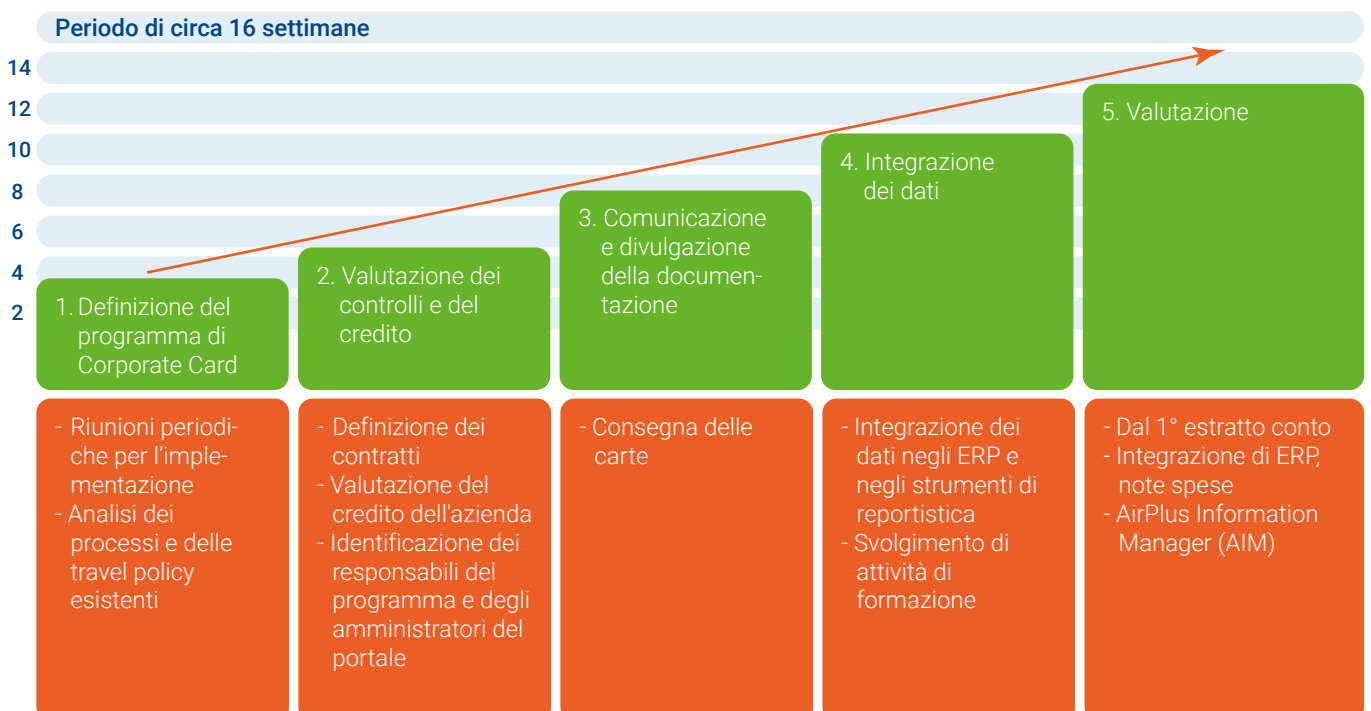 Periodo di circa 16 settimane
14
12
10
8
6
4
2
1. Definizione del
programma di
Corporate Card
2. Valutazione dei
controlli e del
credito
3. Comunicazione
e divulgazione
della documen-
tazione
4. Integrazione
dei dati
5. Valutazione
- Riunioni periodi-
che per l'imple-
mentazione
- Analisi dei
processi e delle
travel policy
esistenti
- Definizione dei
contratti
- Valutazione del
credito dell'azienda
- Identificazione dei
responsabili del
programma e degli
amministratori del
portale
- Consegna delle
carte
- Integrazione dei
dati negli ERP e
negli strumenti di
reportistica
- Svolgimento di
attività di
formazione
- Dal 1° estratto conto
- Integrazione di ERP,
note spese
- AirPlus Information
Manager (AIM)